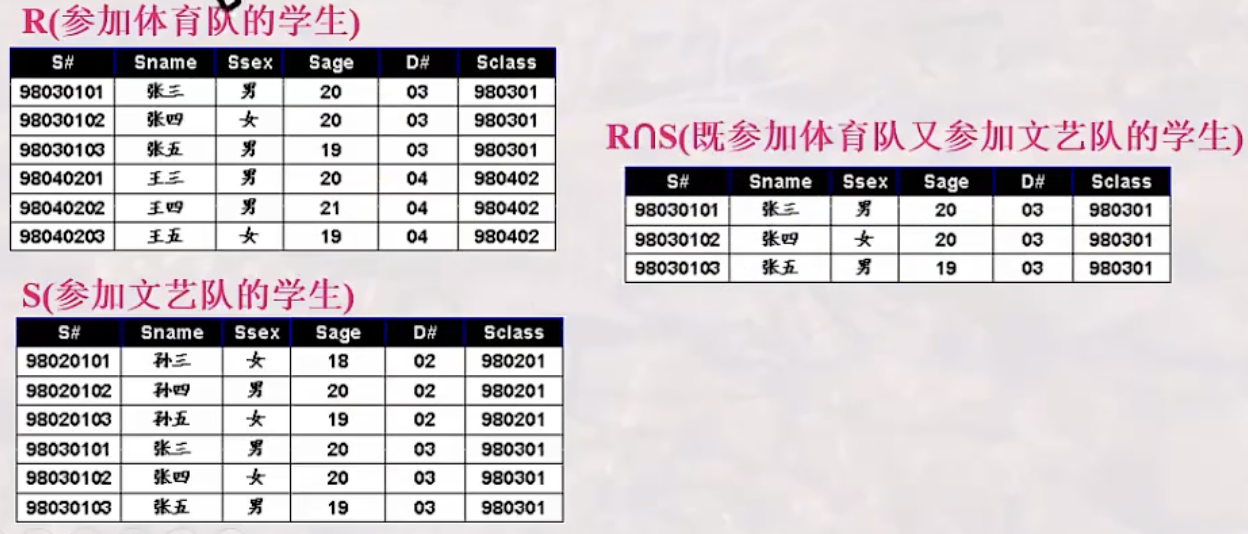 R(参加体育队的学生)
S# Sname Ssex Sage D# Sclass
98030101 张三 男 20 03 980301
98030102 张四 女 20 03 980301
98030103 张五 男 19 03 980301
98040201 王三 男 20 04 980402
98040202 王四 男 21 04 980402
98040203 王五 女 19 04 980402
S(参加文艺队的学生)
S# Sname Ssex Sage D# Sclass
98020101 孙三 女 18 02 980201
98020102 孙四 男 20 02 980201
98020103 孙五 女 19 02 980201
98030101 张三 男 20 03 980301
98030102 张四 女 20 03 980301
98030103 张五 男 19 03 980301
R∩S(既参加体育队又参加文艺队的学生)
S# Sname Ssex Sage D# Sclass
98030101 张三 男 20 03 980301
98030102 张四 女 20 03 980301
98030103 张五 男 19 03 980301